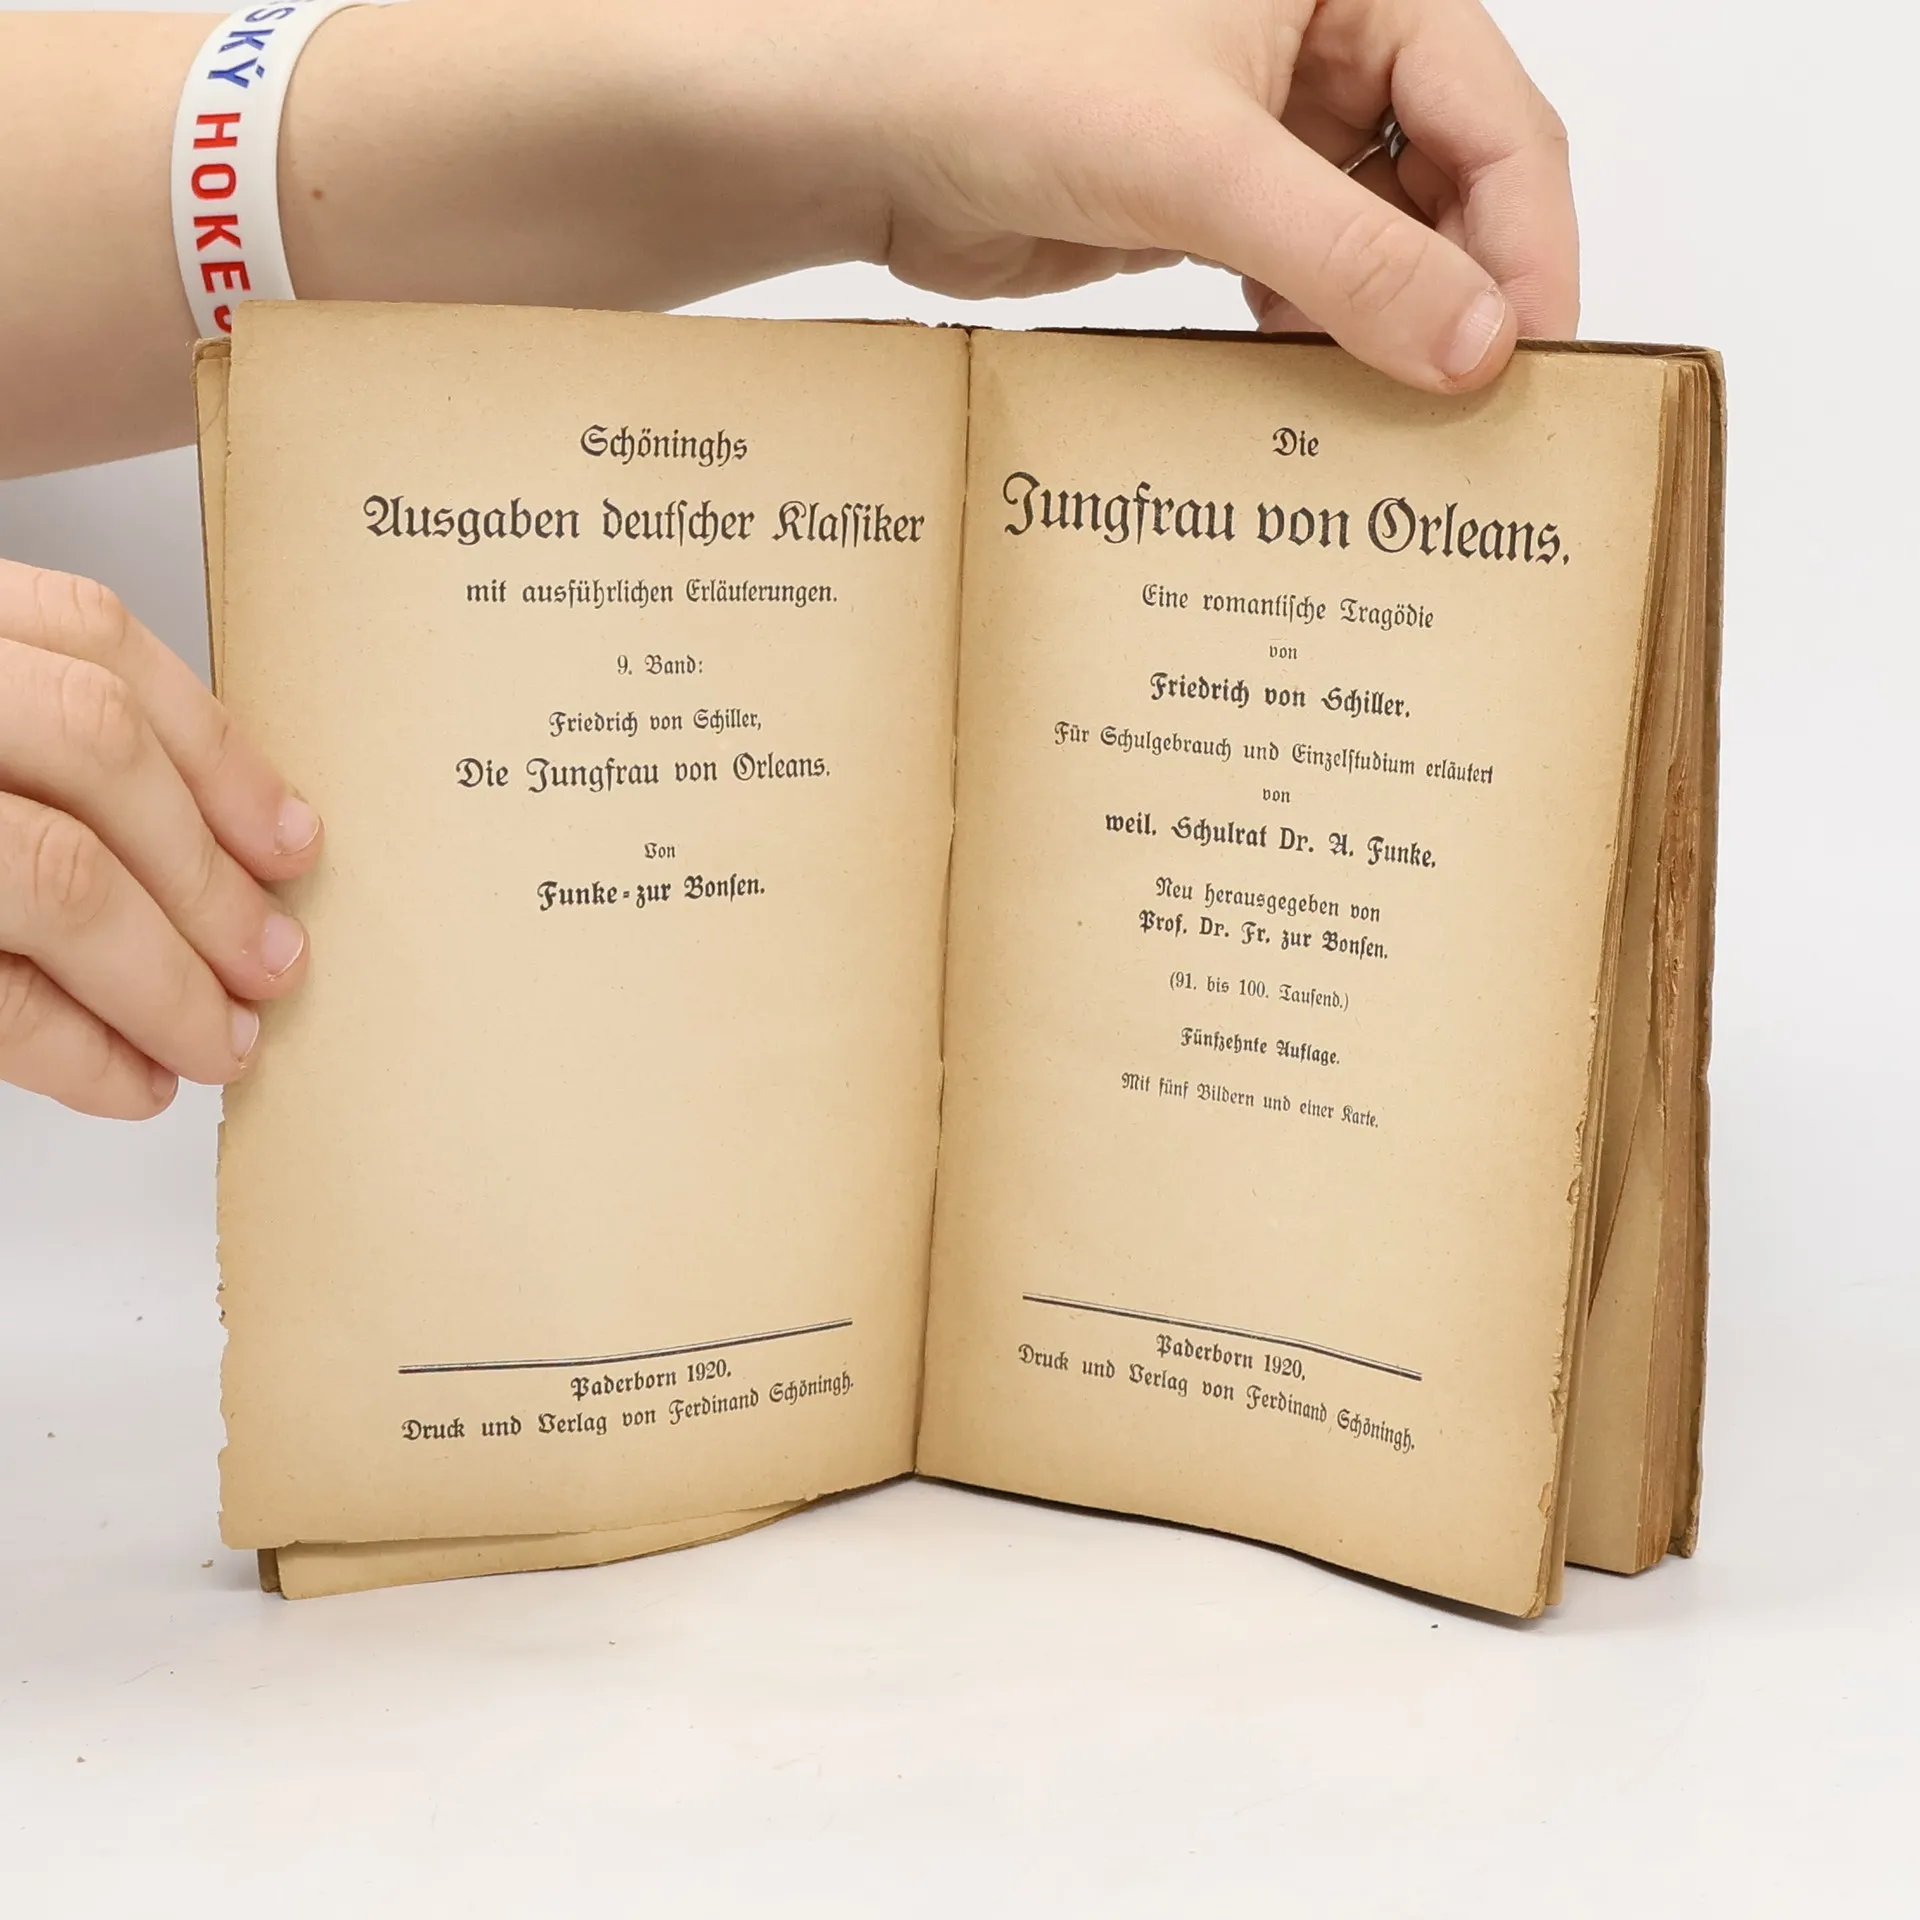 SKÝ HOKE
Schöninghs
Ausgaben deutscher Klassiker
mit ausführlichen Erläuterungen.
9. Band:
Friedrich von Schiller,
Die Jungfrau von Orleans.
Von
Funke-zur Bonsen.
Paderborn 1920.
Druck und Verlag von Ferdinand Schöningh.
Die
Jungfrau von Orleans.
Eine romantische Tragödie
von
Friedrich von Schiller.
Für Schulgebrauch und Einzelstudium erläutert
von
weil. Schulrat Dr. A. Funke.
Neu herausgegeben von
Prof. Dr. Fr. zur Bonsen.
(91. bis 100. Tausend.)
Fünfzehnte Auflage.
Mit fünf Bildern und einer Karte.
Paderborn 1920.
Druck und Verlag von Ferdinand Schöningh.